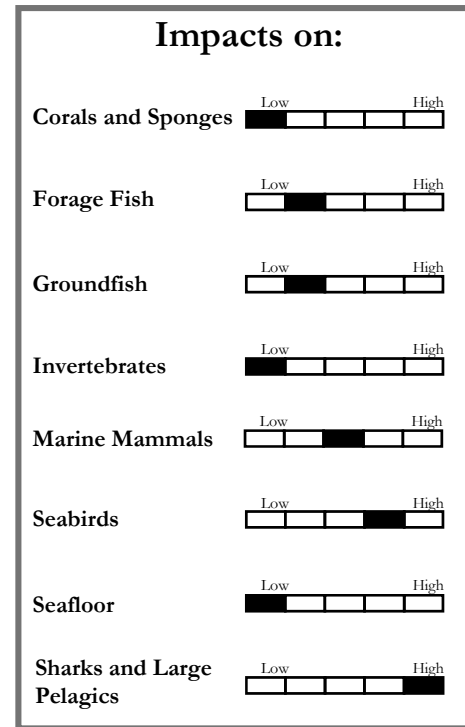 Impacts on:
Low High
Corals and Sponges
Low High
Forage Fish
Low High
Groundfish
Low High
Invertebrates
Low High
Marine Mammals
Low High
Seabirds
Low High
Seafloor
Low High
Sharks and Large
Pelagics